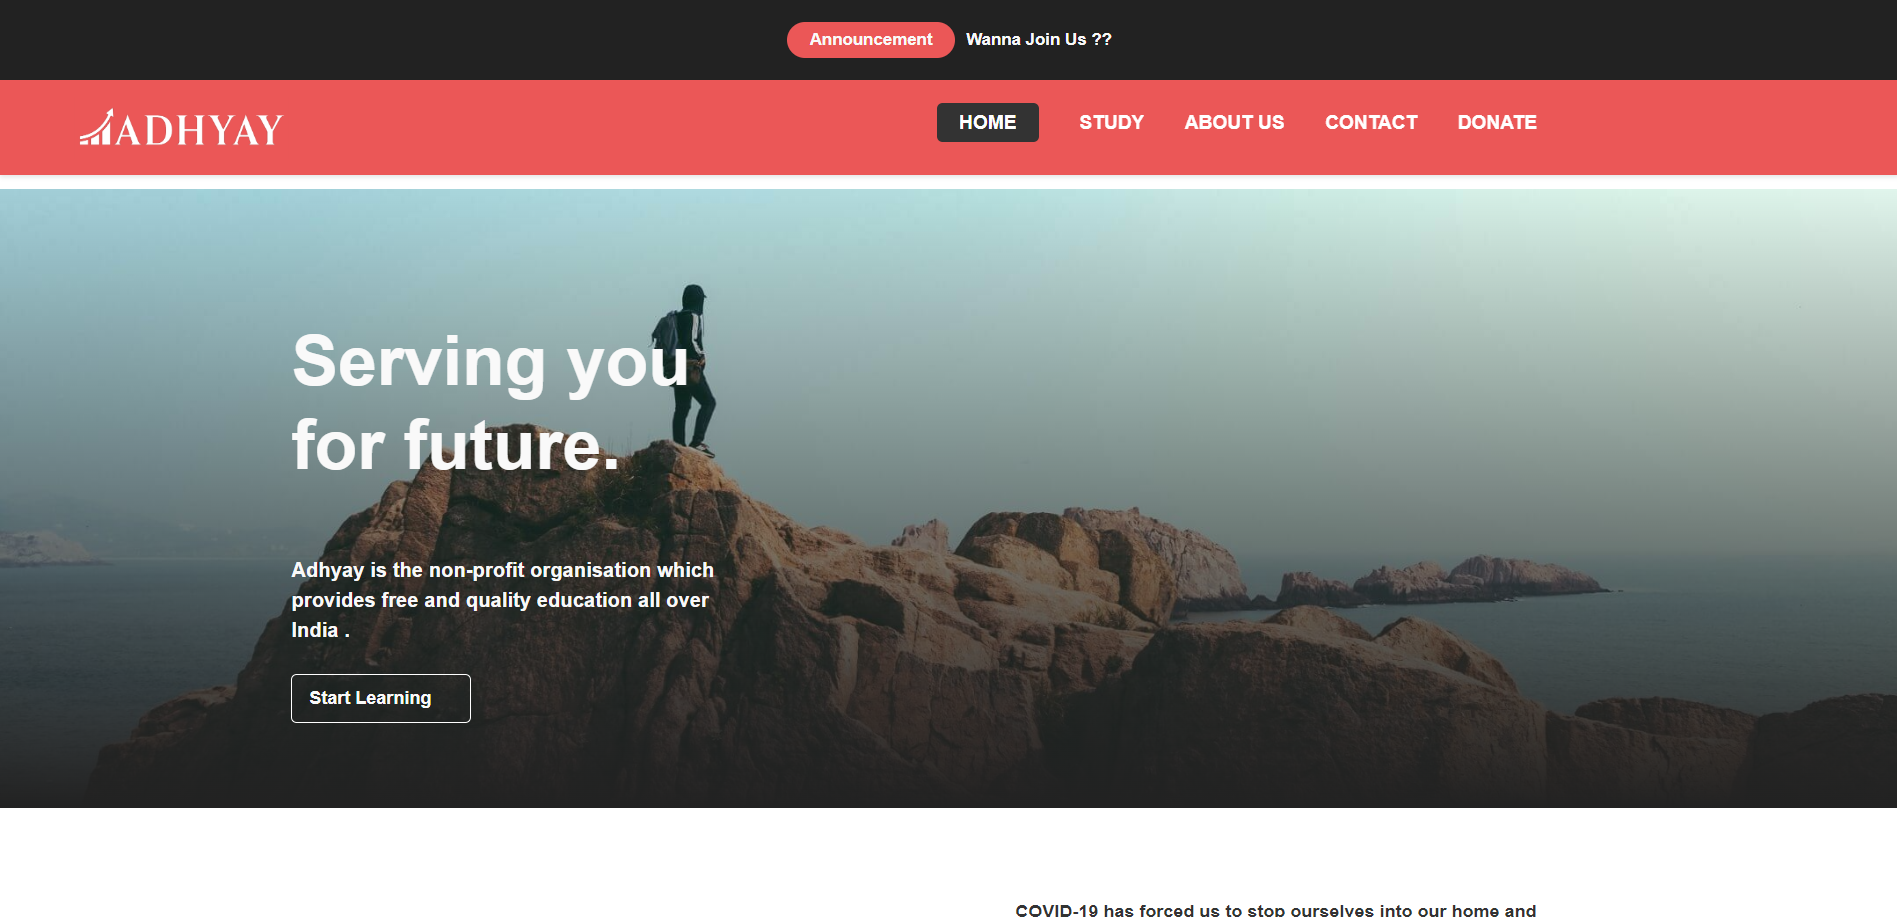 Announcement Wanna Join Us ??
ADHYAY HOME STUDY ABOUT US CONTACT DONATE
Serving you
for future.
Adhyay is the non-profit organisation which
provides free and quality education all over
India .
Start Learning
COVID-19 has forced us to stop ourselves into our home and